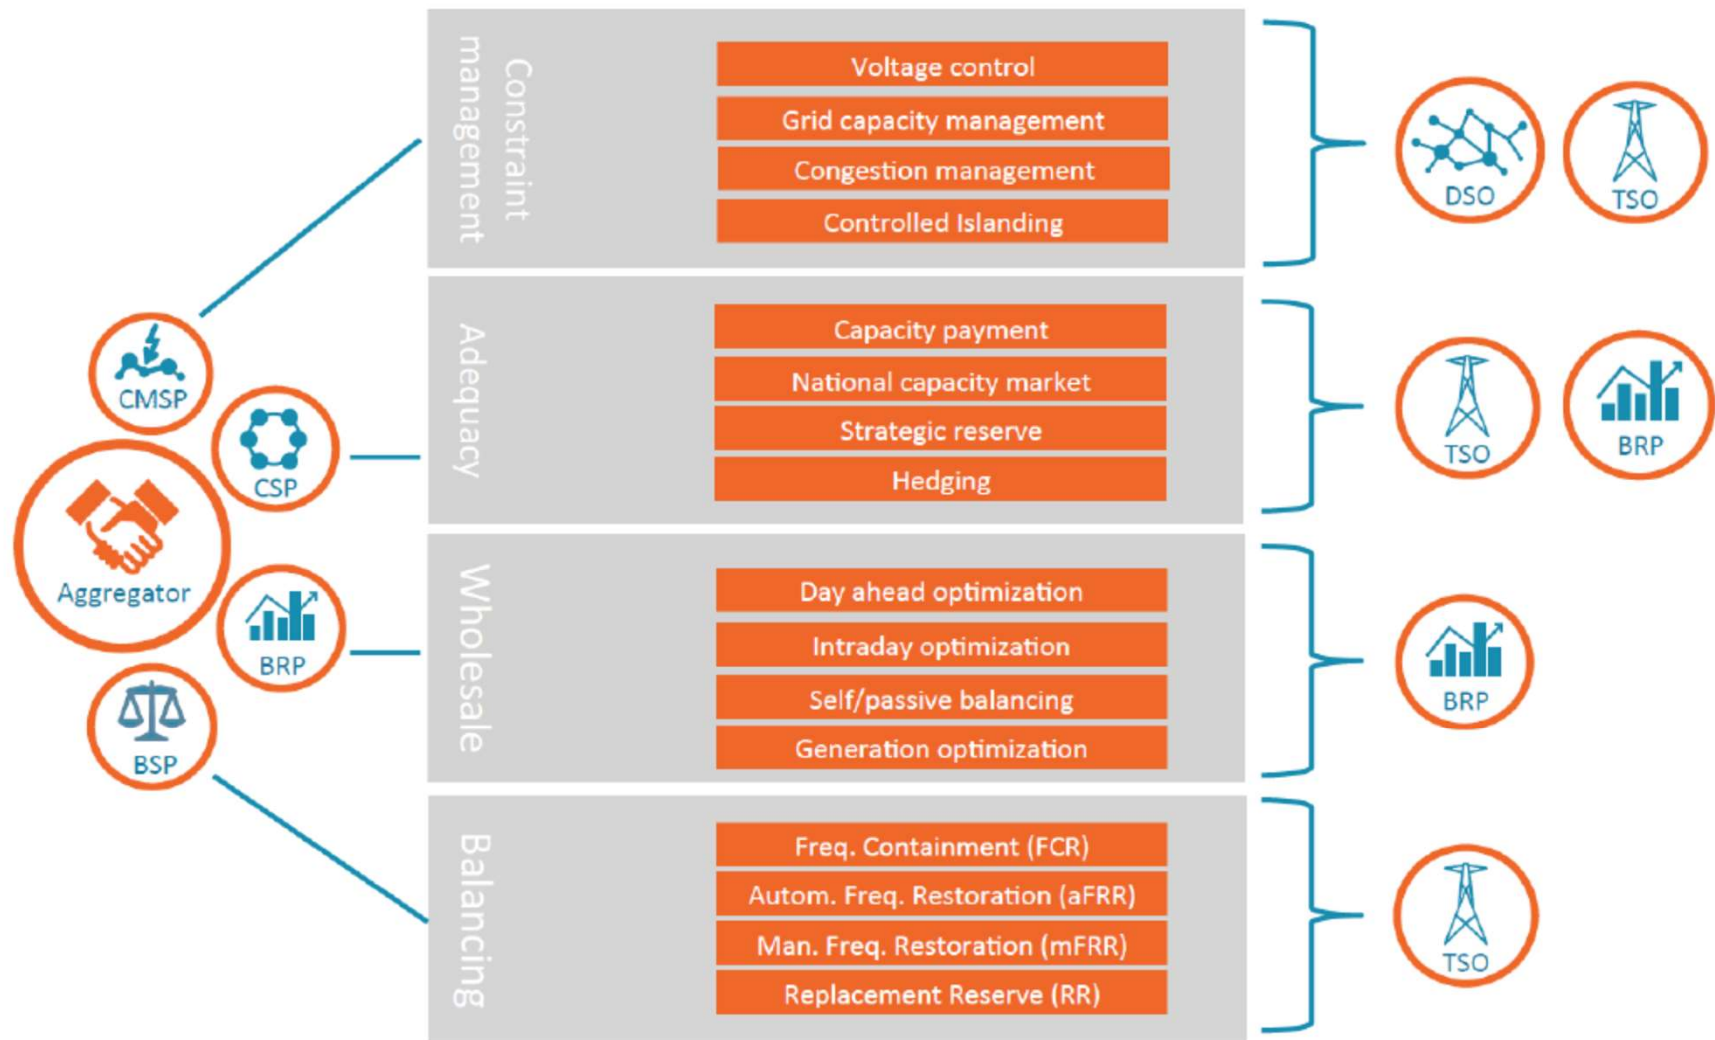 Constraint
management
Voltage control
Grid capacity management
Congestion management
Controlled Islanding
DSO
TSO
CMSP
CSP
Aggregator
BRP
BSP
Adequacy
Capacity payment
National capacity market
Strategic reserve
Hedging
TSO
BRP
Wholesale
Day ahead optimization
Intraday optimization
Self/passive balancing
Generation optimization
BRP
Balancing
Freq. Containment (FCR)
Autom. Freq. Restoration (aFRR)
Man. Freq. Restoration (mFRR)
Replacement Reserve (RR)
TSO